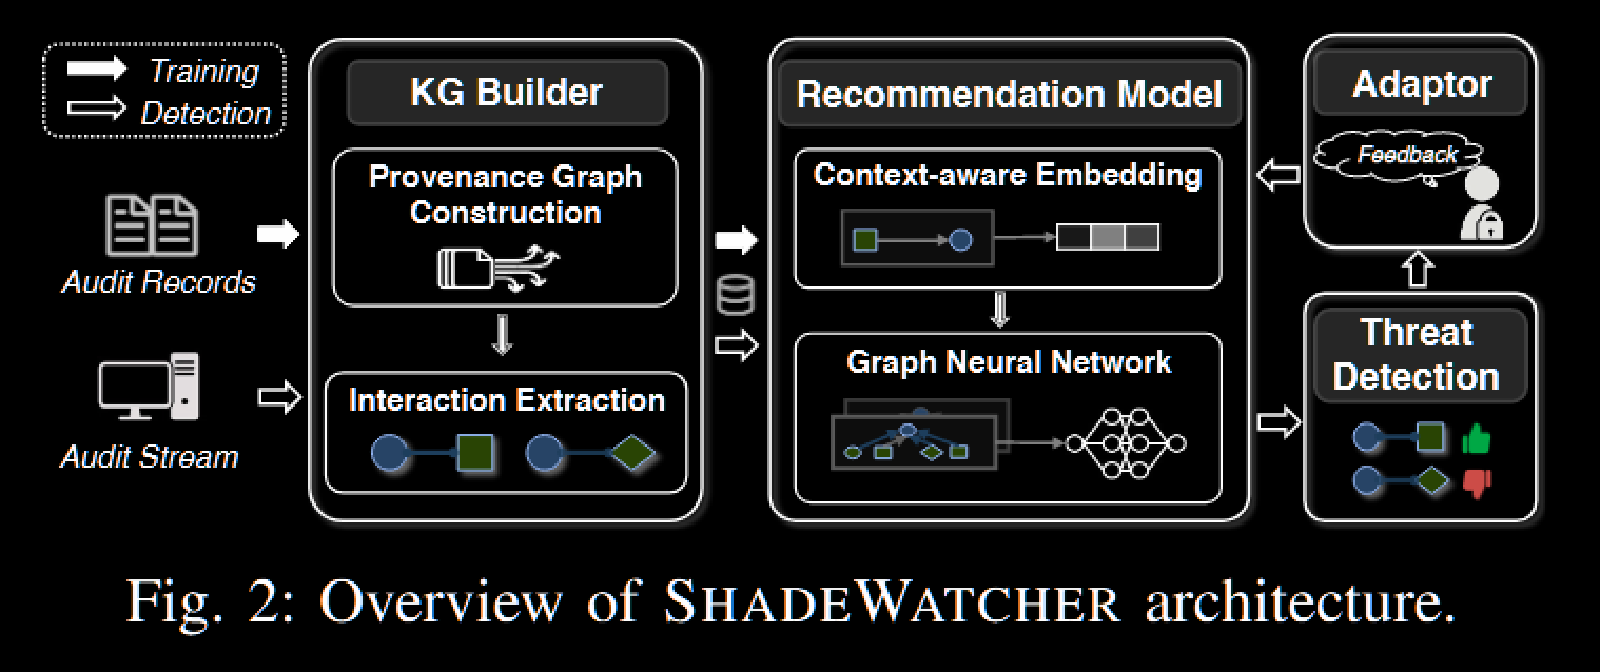 Training
Detection
Audit Records
Audit Stream
KG Builder
Provenance Graph
Construction
Interaction Extraction
Recommendation Model
Context-aware Embedding
Graph Neural Network
Adaptor
Feedback
Threat
Detection
Fig. 2: Overview of SHADEWATCHER architecture.